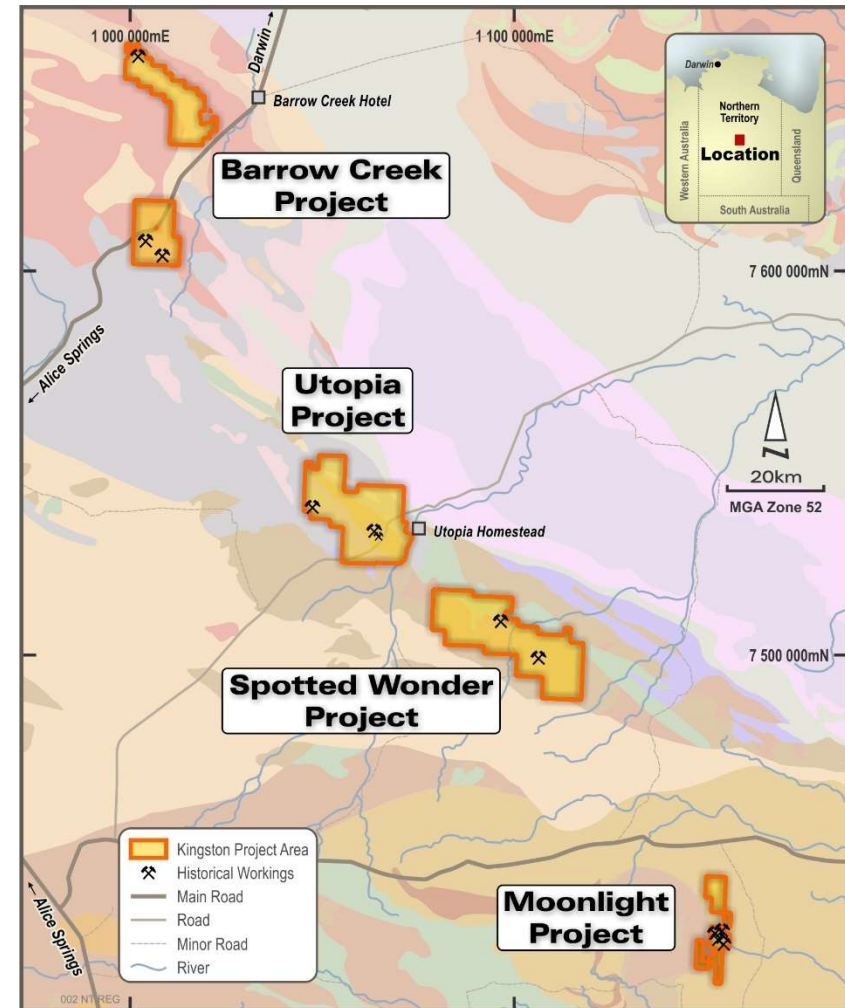 1 000 000mE
1 100 000mE
Darwin →
Barrow Creek Hotel
Darwin
Northern
Territory
Location
Western Australia
Queensland
South Australia
Barrow Creek
Project
7 600 000mN
← Alice Springs
Utopia
Project
N
20km
MGA Zone 52
Utopia Homestead
7 500 000mN
Spotted Wonder
Project
Kingston Project Area
Historical Workings
Main Road
Road
Minor Road
River
Moonlight
Project
← Alice Springs
002 NT REG